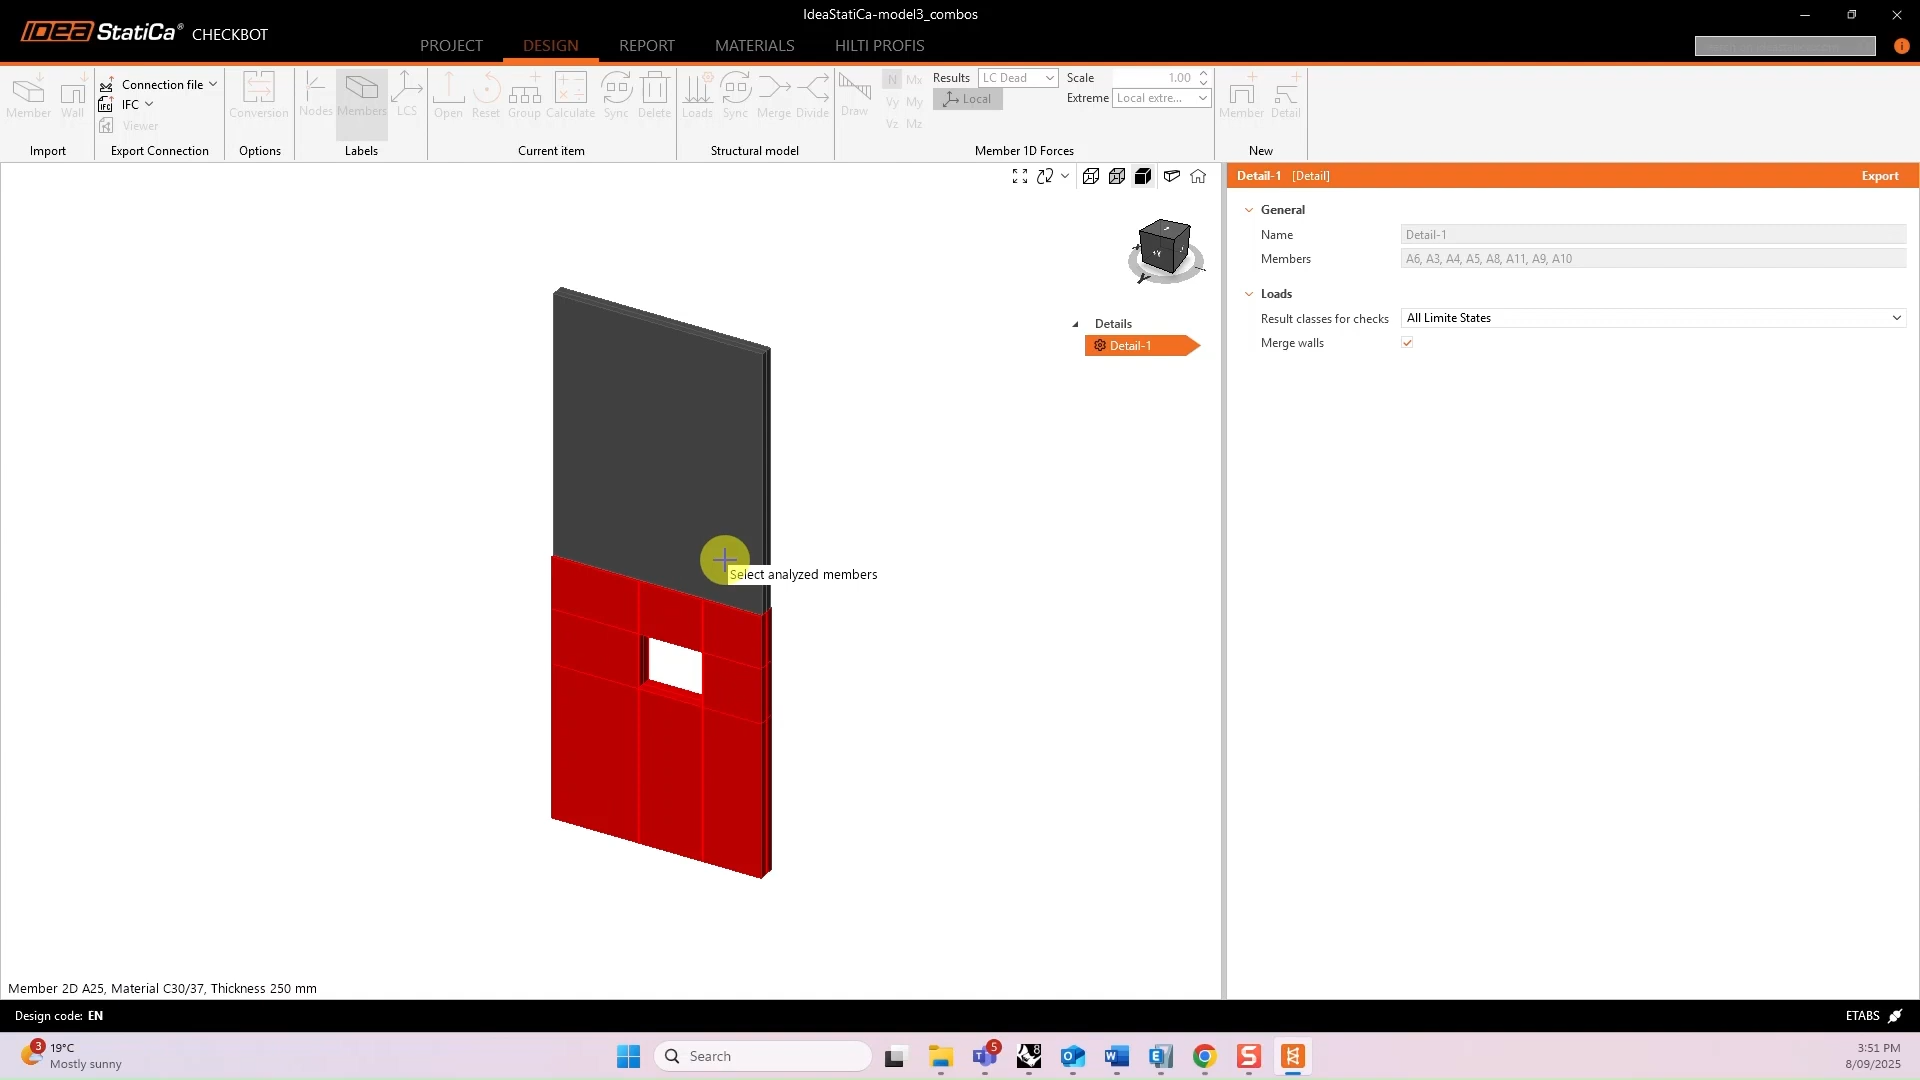 IdeaStatiCa-model3_combos
IDEA StatiCa® CHECKBOT
PROJECT DESIGN REPORT MATERIALS HILTI PROFIS
Member Wall
Import
Connection file
IFC
Viewer
Export Connection
Conversion
Options
Nodes Members LCS
Labels
Open Reset Group Calculate Sync Delete
Current item
Loads Sync Merge Divide
Structural model
Draw
N Mx
Vy My
Vz Mz
Results LC Dead Scale 1.00
Local Extreme Local extre...
Member 1D Forces
Member Detail
New
Details
Detail-1
Select analyzed members
Member 2D A25, Material C30/37, Thickness 250 mm
Detail-1 [Detail] Export
General
Name Detail-1
Members A6, A3, A4, A5, A8, A11, A9, A10
Loads
Result classes for checks All Limite States
Merge walls
Design code: EN
ETABS
3
19°C
Mostly sunny
Search
5
3:51 PM
8/09/2025